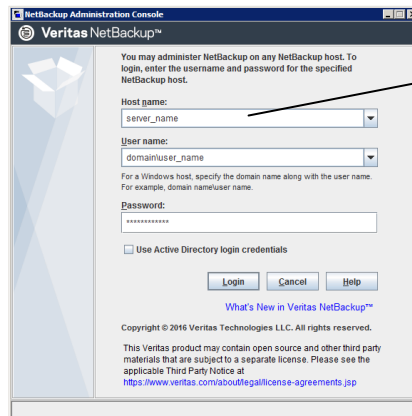 NetBackup Administration Console
Veritas NetBackup™
You may administer NetBackup on any NetBackup host. To
login, enter the username and password for the specified
NetBackup host.
Host name:
server_name
User name:
domain\user_name
For a Windows host, specify the domain name along with the user name.
For example, domain name\user name.
Password:
************
Use Active Directory login credentials
Login Cancel Help
What's New in Veritas NetBackup™
Copyright © 2016 Veritas Technologies LLC. All rights reserved.
This Veritas product may contain open source and other third party
materials that are subject to a separate license. Please see the
applicable Third Party Notice at
https://www.veritas.com/about/legal/license-agreements.jsp